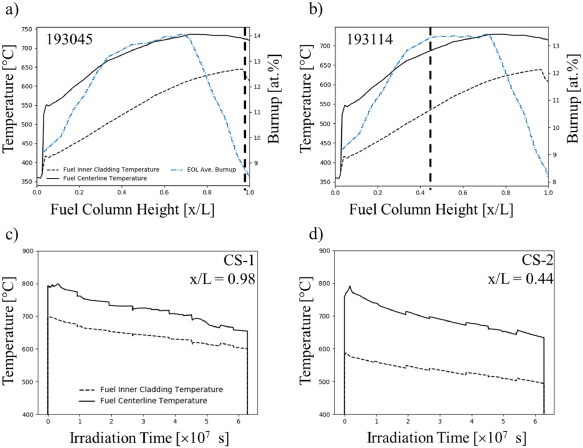 a)
193045
Temperature [°C]
750
700
650
600
550
500
450
400
350
14
13
12
11
10
9
8
Burnup [at.%]
Fuel Inner Cladding Temperature
Fuel Centerline Temperature
EOL Ave. Burnup
0.0 0.2 0.4 0.6 0.8 1.0
Fuel Column Height [x/L]
b)
193114
Temperature [°C]
700
650
600
550
500
450
400
350
14
13
12
11
10
9
8
Burnup [at.%]
0.0 0.2 0.4 0.6 0.8 1.0
Fuel Column Height [x/L]
c)
CS-1
x/L = 0.98
Temperature [°C]
900
800
700
600
500
400
Fuel Inner Cladding Temperature
Fuel Centerline Temperature
0 1 2 3 4 5 6
Irradiation Time [×10⁷ s]
d)
CS-2
x/L = 0.44
Temperature [°C]
900
800
700
600
500
400
0 1 2 3 4 5 6
Irradiation Time [×10⁷ s]